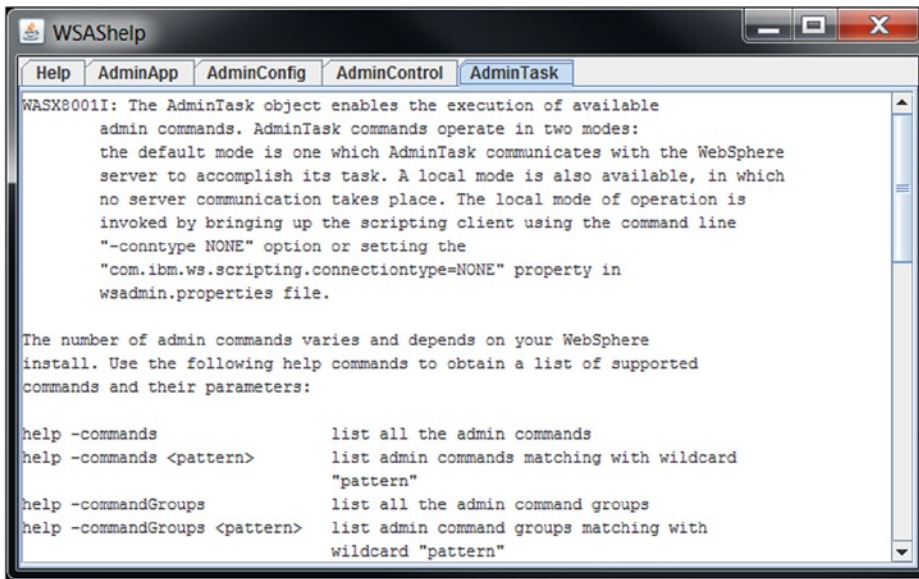 WSAShelp
Help AdminApp AdminConfig AdminControl AdminTask
WASX8001I: The AdminTask object enables the execution of available
admin commands. AdminTask commands operate in two modes:
the default mode is one which AdminTask communicates with the WebSphere
server to accomplish its task. A local mode is also available, in which
no server communication takes place. The local mode of operation is
invoked by bringing up the scripting client using the command line
"-conntype NONE" option or setting the
"com.ibm.ws.scripting.connectiontype=NONE" property in
wsadmin.properties file.
The number of admin commands varies and depends on your WebSphere
install. Use the following help commands to obtain a list of supported
commands and their parameters:
help -commands list all the admin commands
help -commands <pattern> list admin commands matching with wildcard
"pattern"
help -commandGroups list all the admin command groups
help -commandGroups <pattern> list admin command groups matching with
wildcard "pattern"